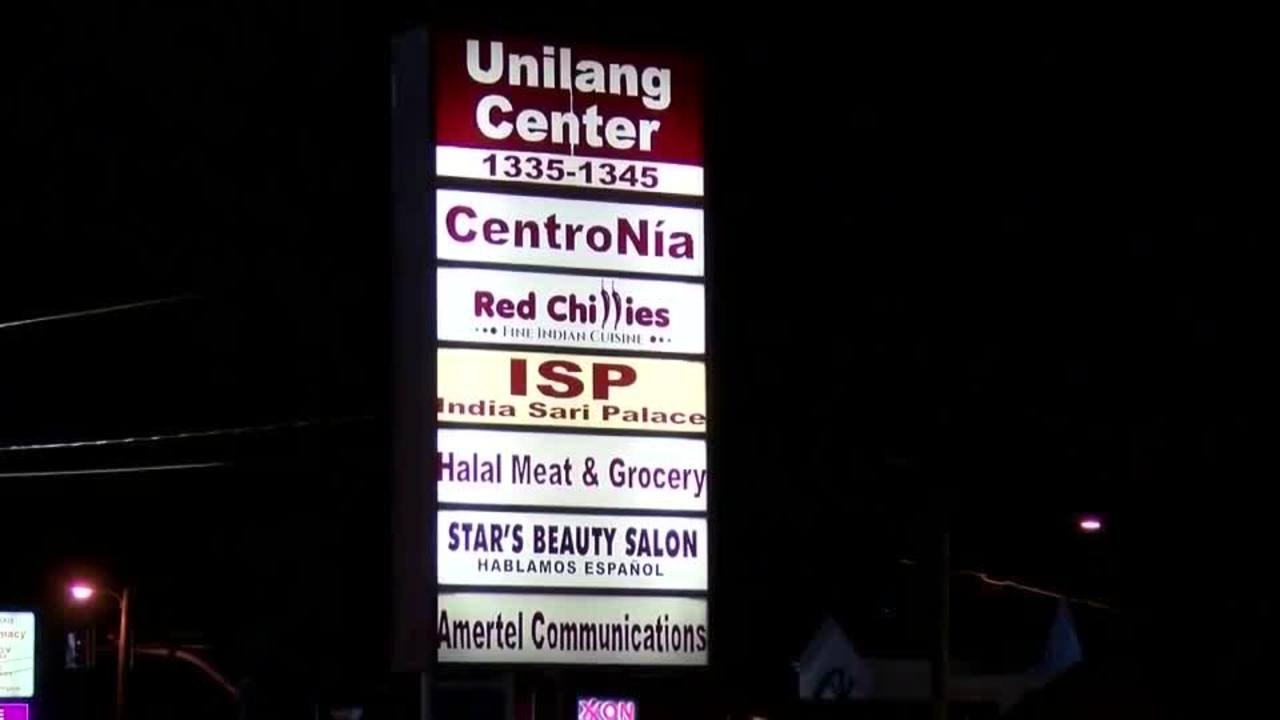 Unilang
Center
1335-1345
CentroNía
Red Chillies
FINE INDIAN CUISINE
ISP
India Sari Palace
Halal Meat & Grocery
STAR'S BEAUTY SALON
HABLAMOS ESPAÑOL
Amertel Communications
macy